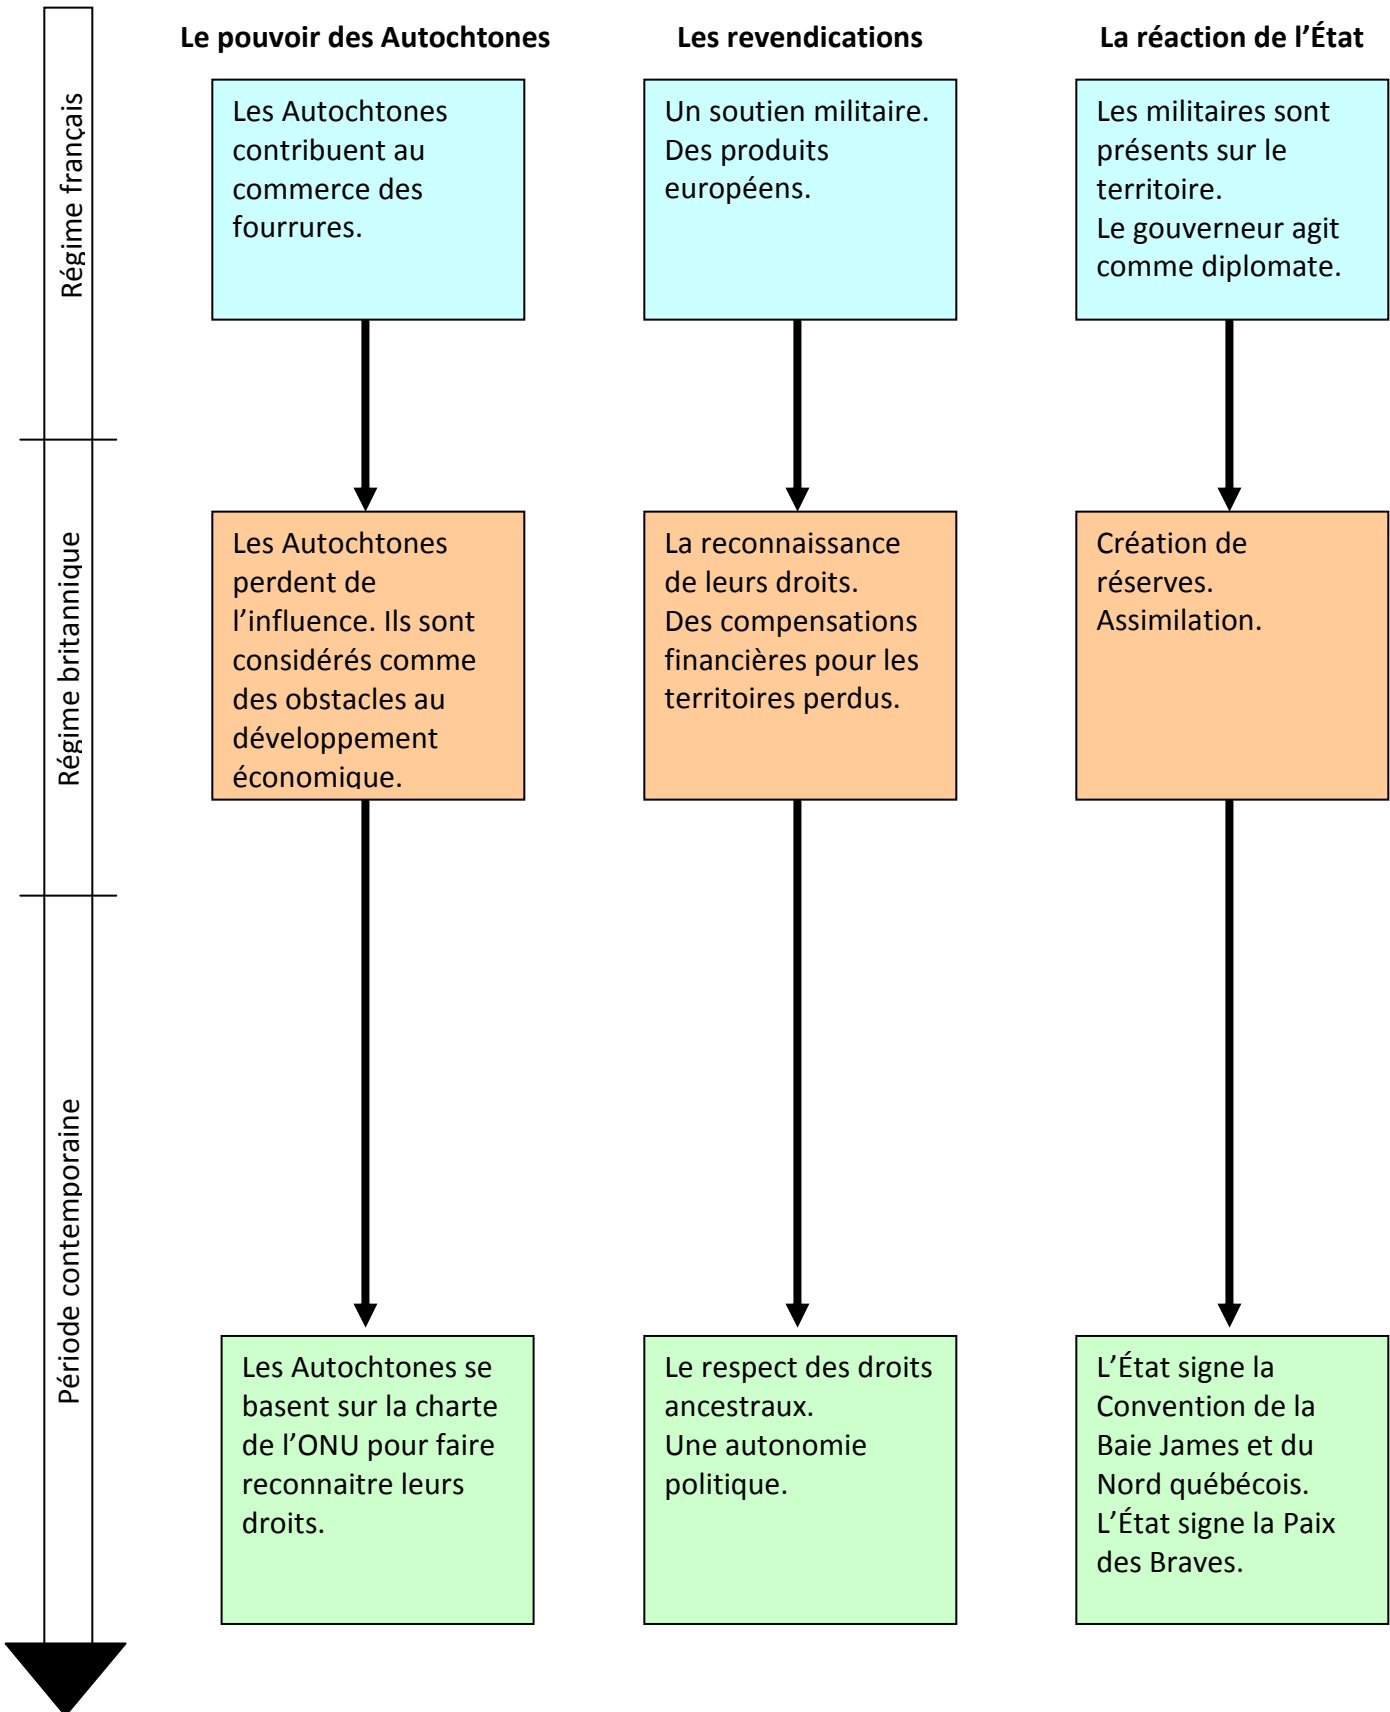 Le pouvoir des Autochtones
Les revendications
La réaction de l’État
Régime français
Les Autochtones
contribuent au
commerce des
fourrures.
Un soutien militaire.
Des produits
européens.
Les militaires sont
présents sur le
territoire.
Le gouverneur agit
comme diplomate.
Régime britannique
Les Autochtones
perdent de
l’influence. Ils sont
considérés comme
des obstacles au
développement
économique.
La reconnaissance
de leurs droits.
Des compensations
financières pour les
territoires perdus.
Création de
réserves.
Assimilation.
Période contemporaine
Les Autochtones se
basent sur la charte
de l’ONU pour faire
reconnaitre leurs
droits.
Le respect des droits
ancestraux.
Une autonomie
politique.
L’État signe la
Convention de la
Baie James et du
Nord québécois.
L’État signe la Paix
des Braves.